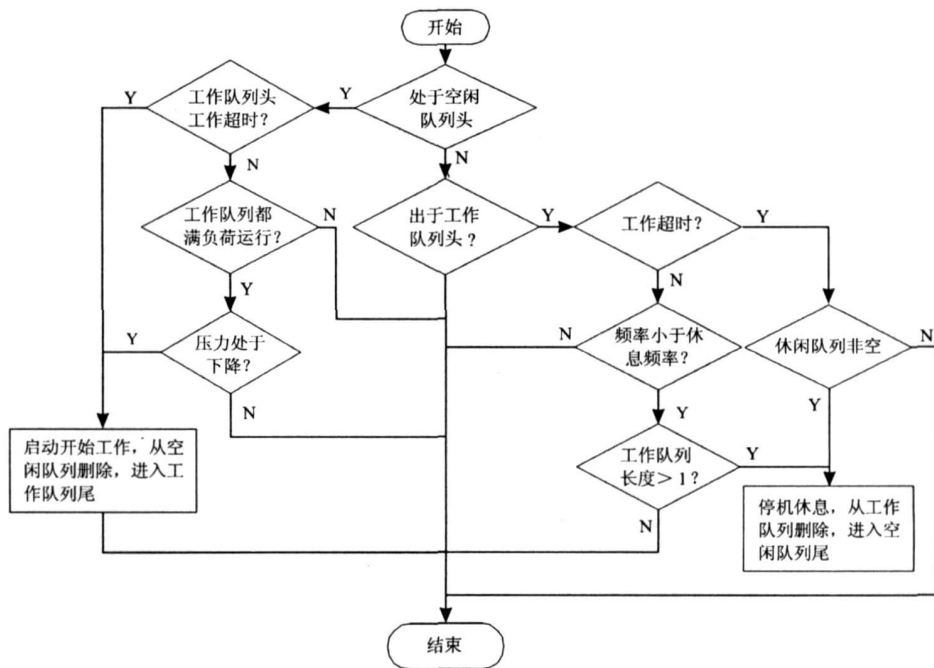 开始
处于空闲
队列头
Y
工作队列头
工作超时?
Y
N
N
工作队列都
满负荷运行?
N
出于工作
队列头?
Y
工作超时?
Y
Y
N
压力处于
下降?
Y
N
频率小于休
息频率?
N
休闲队列非空
N
Y
Y
启动开始工作,从空
闲队列删除,进入工
作队列尾
工作队列
长度>1?
Y
N
停机休息,从工作
队列删除,进入空
闲队列尾
结束